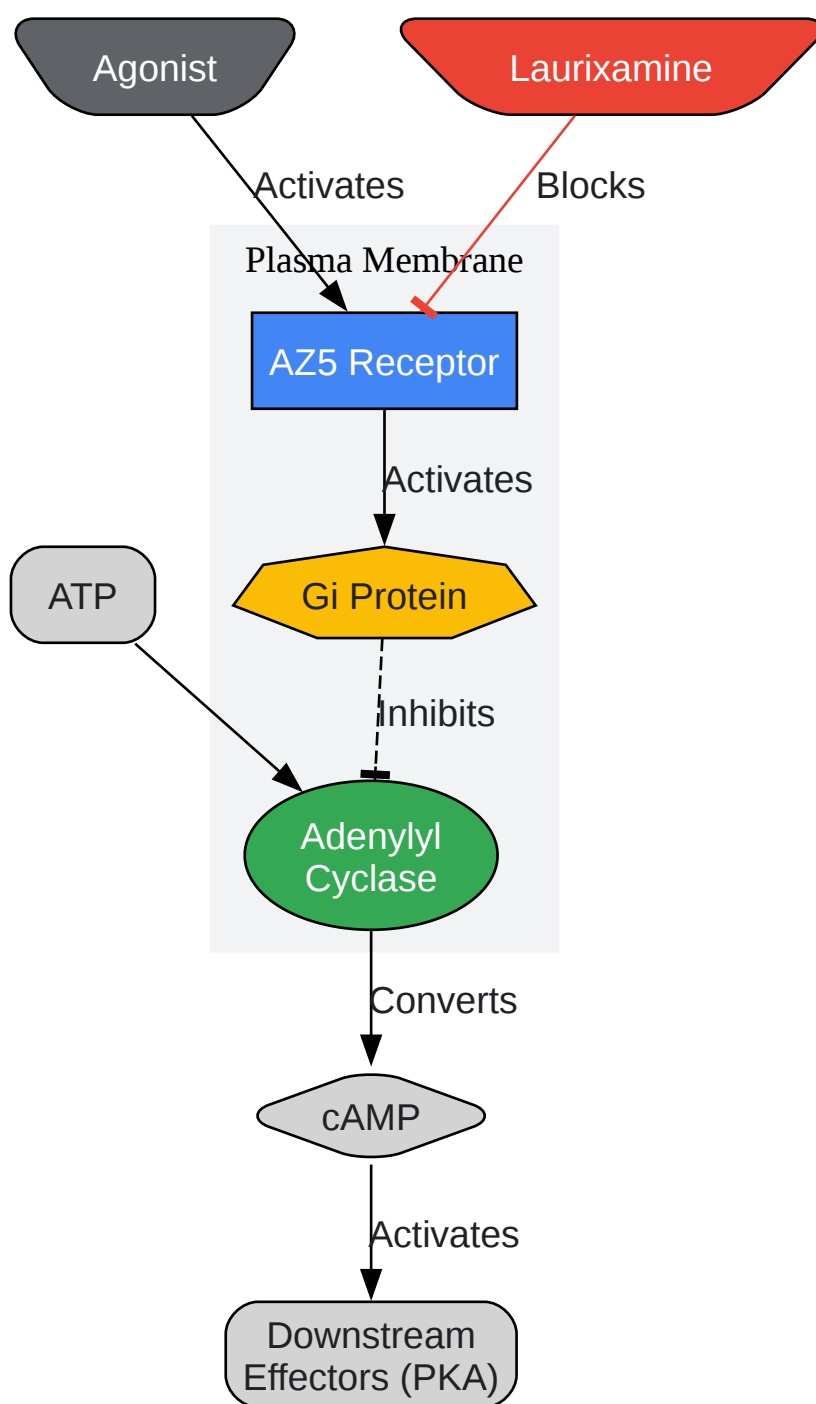 Agonist
Laurixamine
Activates
Blocks
Plasma Membrane
AZ5 Receptor
Activates
ATP
Gi Protein
Inhibits
Adenylyl
Cyclase
Converts
cAMP
Activates
Downstream
Effectors (PKA)